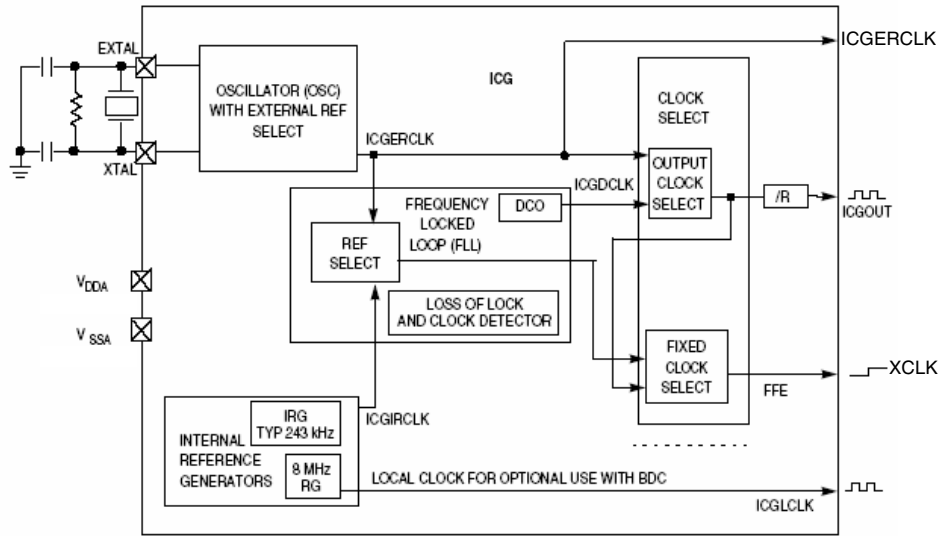 EXTAL
XTAL
OSCILLATOR (OSC)
WITH EXTERNAL REF
SELECT
ICG
ICGERCLK
ICGERCLK
CLOCK
SELECT
OUTPUT
CLOCK
SELECT
/R
ICGOUT
ICGDCLK
FREQUENCY
LOCKED
LOOP (FLL)
DCO
REF
SELECT
LOSS OF LOCK
AND CLOCK DETECTOR
VDDA
VSSA
FIXED
CLOCK
SELECT
FFE
XCLK
ICGIRCLK
IRG
TYP 243 kHz
INTERNAL
REFERENCE
GENERATORS
8 MHz
RG
LOCAL CLOCK FOR OPTIONAL USE WITH BDC
ICGLCLK